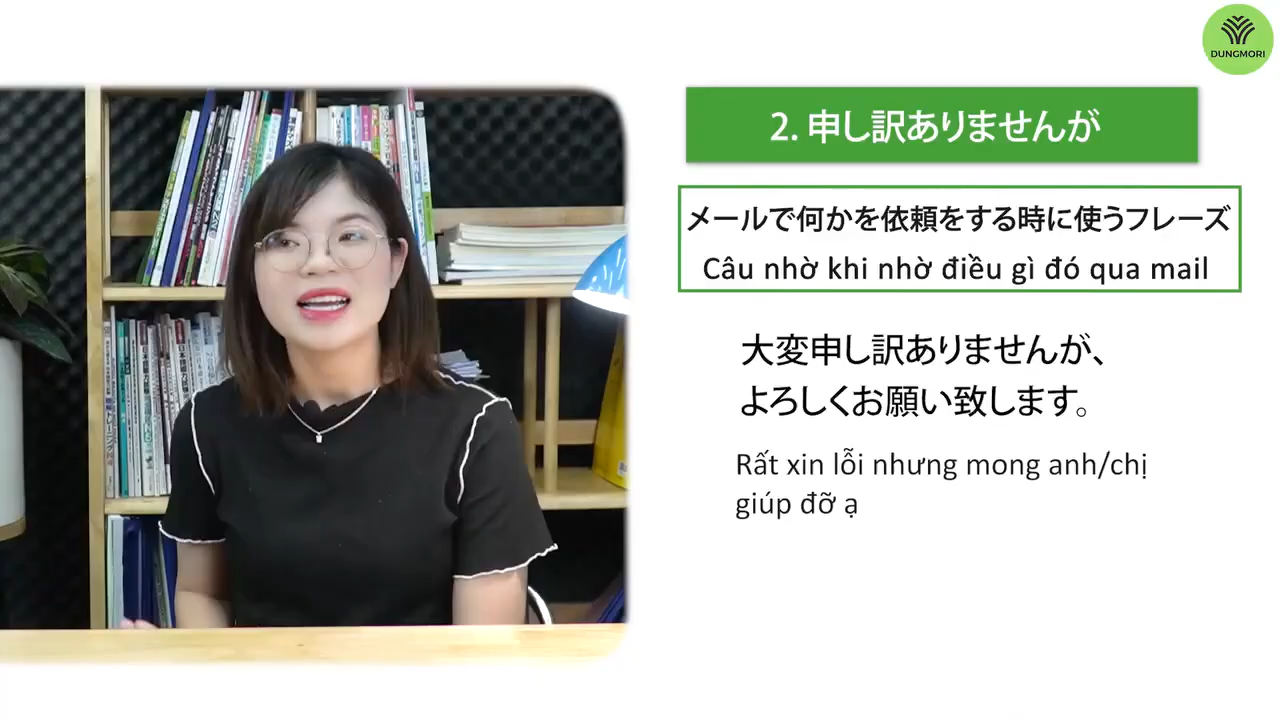 DUNGMORI
2. 申し訳ありませんが
メールで何かを依頼をする時に使うフレーズ
Câu nhờ khi nhờ điều gì đó qua mail
大変申し訳ありませんが、
よろしくお願い致します。
Rất xin lỗi nhưng mong anh/chị
giúp đỡ ạ